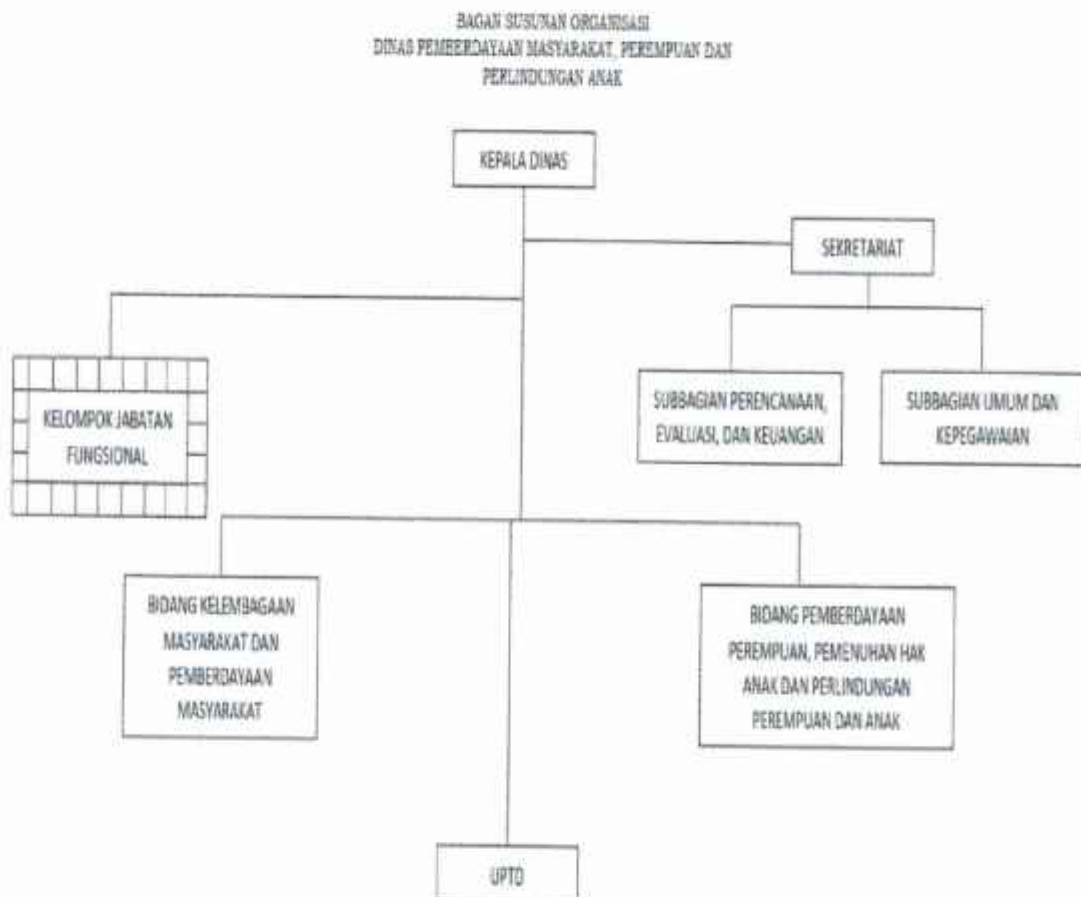 BAGAN SUSUNAN ORGANISASI
DINAS PEMBERDAYAAN MASYARAKAT, PEREMPUAN DAN
PERLINDUNGAN ANAK
KEPALA DINAS
SEKRETARIAT
KELOMPOK JABATAN
FUNGSIONAL
SUBBAGIAN PERENCANAAN,
EVALUASI, DAN KEUANGAN
SUBBAGIAN UMUM DAN
KEPEGAWAIAN
BIDANG KELEMBAGAAN
MASYARAKAT DAN
PEMBERDAYAAN
MASYARAKAT
BIDANG PEMBERDAYAAN
PEREMPUAN, PEMENUHAN HAK
ANAK DAN PERLINDUNGAN
PEREMPUAN DAN ANAK
UPTD